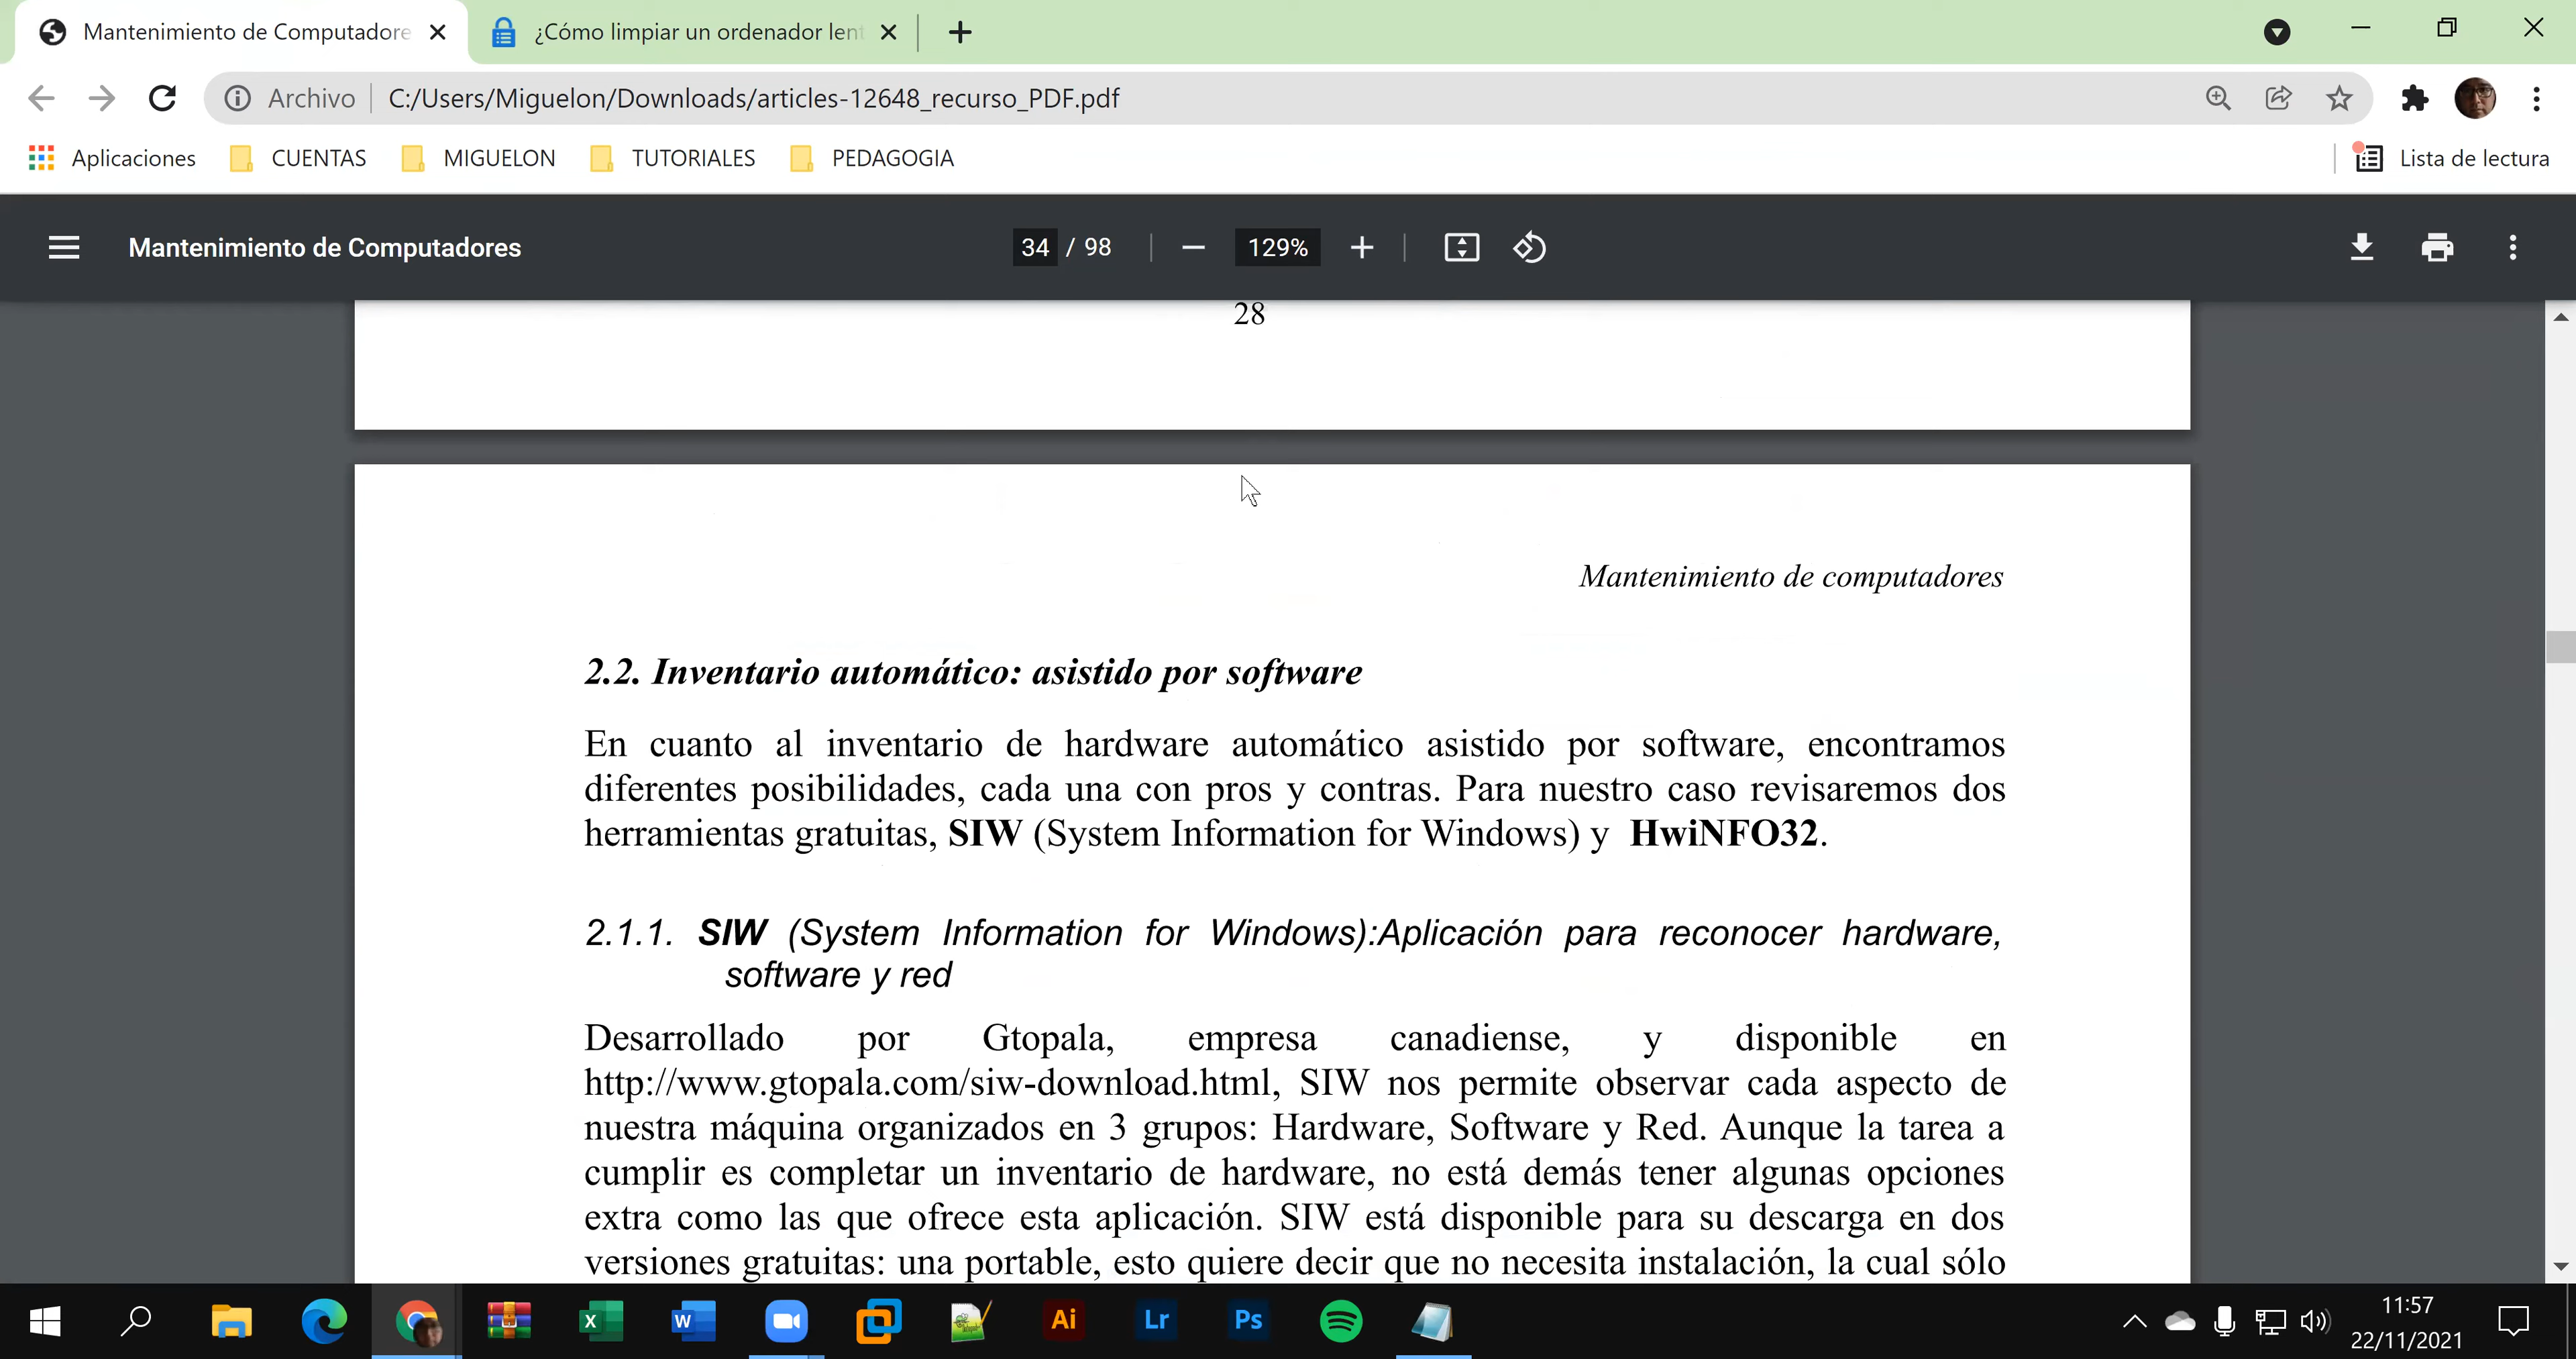 Mantenimiento de Computadore
¿Cómo limpiar un ordenador lent
Archivo
C:/Users/Miguelon/Downloads/articles-12648_recurso_PDF.pdf
Aplicaciones
CUENTAS
MIGUELON
TUTORIALES
PEDAGOGIA
Lista de lectura
Mantenimiento de Computadores
34 / 98
129%
28
Mantenimiento de computadores
2.2. Inventario automático: asistido por software
En cuanto al inventario de hardware automático asistido por software, encontramos
diferentes posibilidades, cada una con pros y contras. Para nuestro caso revisaremos dos
herramientas gratuitas, SIW (System Information for Windows) y HwiNFO32.
2.1.1. SIW (System Information for Windows):Aplicación para reconocer hardware,
software y red
Desarrollado por Gtopala, empresa canadiense, y disponible en
http://www.gtopala.com/siw-download.html, SIW nos permite observar cada aspecto de
nuestra máquina organizados en 3 grupos: Hardware, Software y Red. Aunque la tarea a
cumplir es completar un inventario de hardware, no está demás tener algunas opciones
extra como las que ofrece esta aplicación. SIW está disponible para su descarga en dos
versiones gratuitas: una portable, esto quiere decir que no necesita instalación, la cual sólo
X
W
Ai
Lr
Ps
11:57
22/11/2021